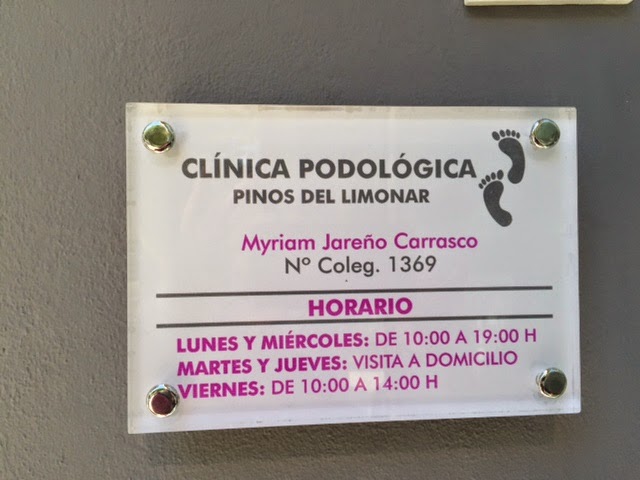 CLÍNICA PODOLÓGICA
PINOS DEL LIMONAR
Myriam Jareño Carrasco
Nº Coleg. 1369
HORARIO
LUNES Y MIÉRCOLES: DE 10:00 A 19:00 H
MARTES Y JUEVES: VISITA A DOMICILIO
VIERNES: DE 10:00 A 14:00 H